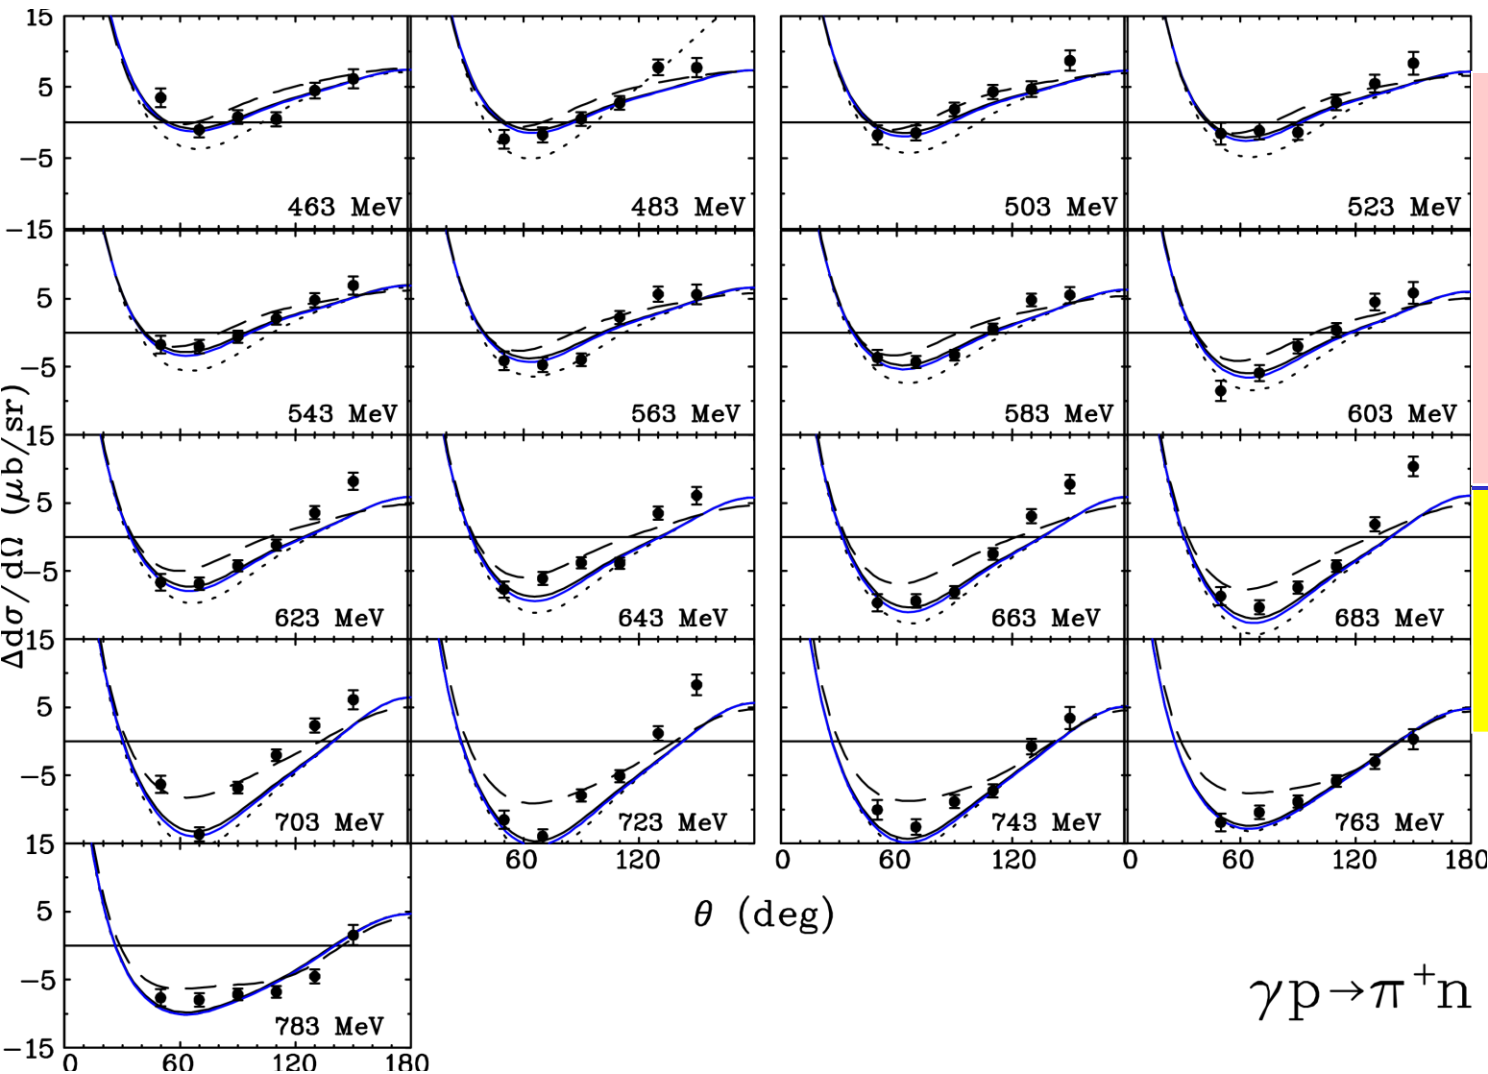 15
5
−5
−15
463 MeV 483 MeV 503 MeV 523 MeV
5
−5
543 MeV 563 MeV 583 MeV 603 MeV
15
5
−5
623 MeV 643 MeV 663 MeV 683 MeV
15
5
−5
703 MeV 723 MeV 743 MeV 763 MeV
15
60 120 0 60 120 0 60 120 180
5
−5
783 MeV
−15
0 60 120 180
Δdσ/dΩ (μb/sr)
θ (deg)
γp→π⁺n